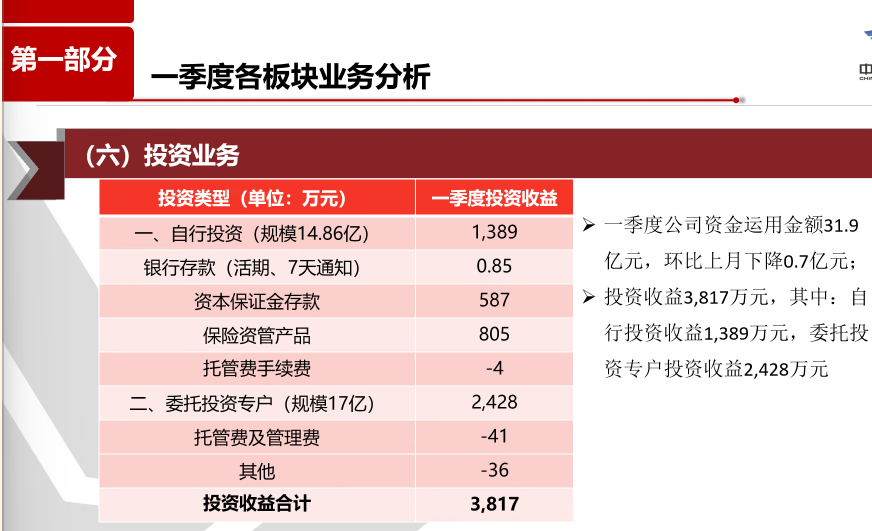 第一部分
一季度各板块业务分析
中
（六）投资业务
投资类型（单位：万元） 一季度投资收益
一、自行投资（规模14.86亿） 1,389
银行存款（活期、7天通知） 0.85
资本保证金存款 587
保险资管产品 805
托管费手续费 -4
二、委托投资专户（规模17亿） 2,428
托管费及管理费 -41
其他 -36
投资收益合计 3,817
➢ 一季度公司资金运用金额31.9
亿元，环比上月下降0.7亿元；
➢ 投资收益3,817万元，其中：自
行投资收益1,389万元，委托投
资专户投资收益2,428万元